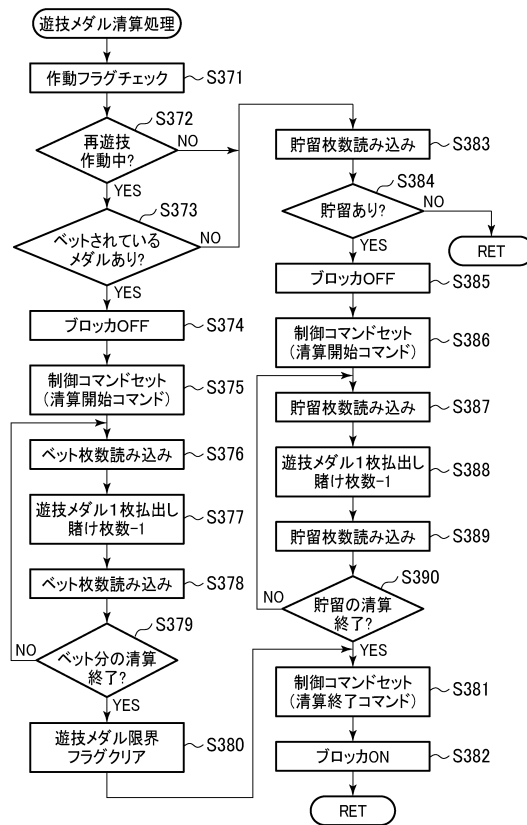 遊技メダル清算処理
作動フラグチェック
S371
S372
再遊技
作動中?
NO
YES
S373
ベットされている
メダルあり?
NO
YES
ブロッカOFF
S374
制御コマンドセット
(清算開始コマンド)
S375
ベット枚数読み込み
S376
遊技メダル1枚払出し
賭け枚数-1
S377
ベット枚数読み込み
S378
S379
NO
ベット分の清算
終了?
YES
遊技メダル限界
フラグクリア
S380
貯留枚数読み込み
S383
S384
貯留あり?
NO
RET
YES
ブロッカOFF
S385
制御コマンドセット
(清算開始コマンド)
S386
貯留枚数読み込み
S387
遊技メダル1枚払出し
賭け枚数-1
S388
貯留枚数読み込み
S389
S390
NO
貯留の清算
終了?
YES
制御コマンドセット
(清算終了コマンド)
S381
ブロッカON
S382
RET